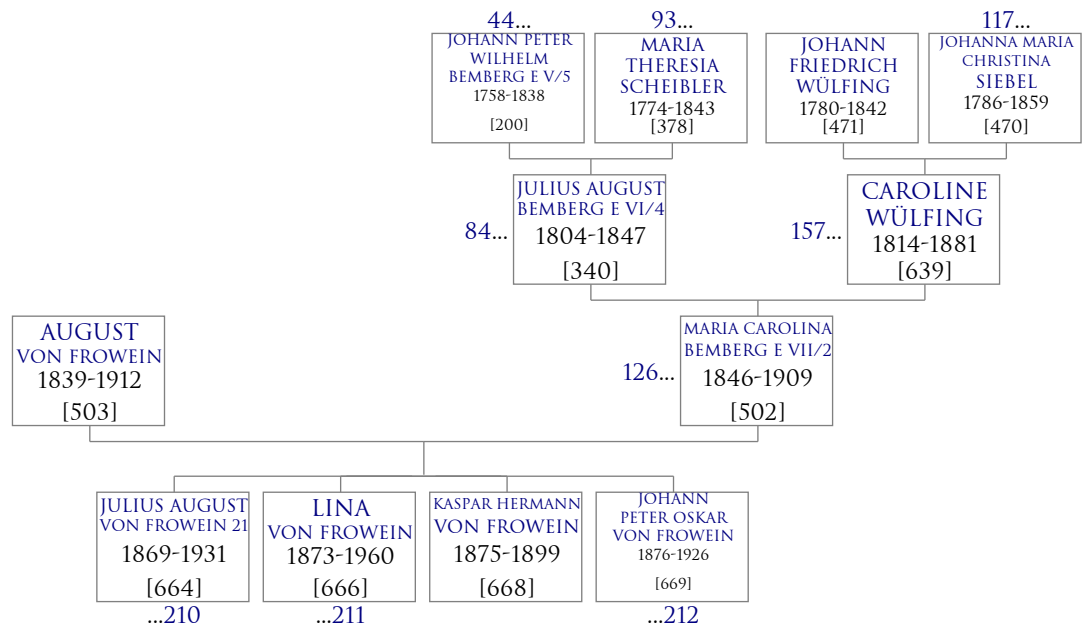 44...
JOHANN PETER
WILHELM
BEMBERG E V/5
1758-1838
[200]
93...
MARIA
THERESIA
SCHEIBLER
1774-1843
[378]
JOHANN
FRIEDRICH
WÜLFING
1780-1842
[471]
117...
JOHANNA MARIA
CHRISTINA
SIEBEL
1786-1859
[470]
84...
JULIUS AUGUST
BEMBERG E VI/4
1804-1847
[340]
157...
CAROLINE
WÜLFING
1814-1881
[639]
AUGUST
VON FROWEIN
1839-1912
[503]
126...
MARIA CAROLINA
BEMBERG E VII/2
1846-1909
[502]
JULIUS AUGUST
VON FROWEIN 21
1869-1931
[664]
...210
LINA
VON FROWEIN
1873-1960
[666]
...211
KASPAR HERMANN
VON FROWEIN
1875-1899
[668]
JOHANN
PETER OSKAR
VON FROWEIN
1876-1926
[669]
...212